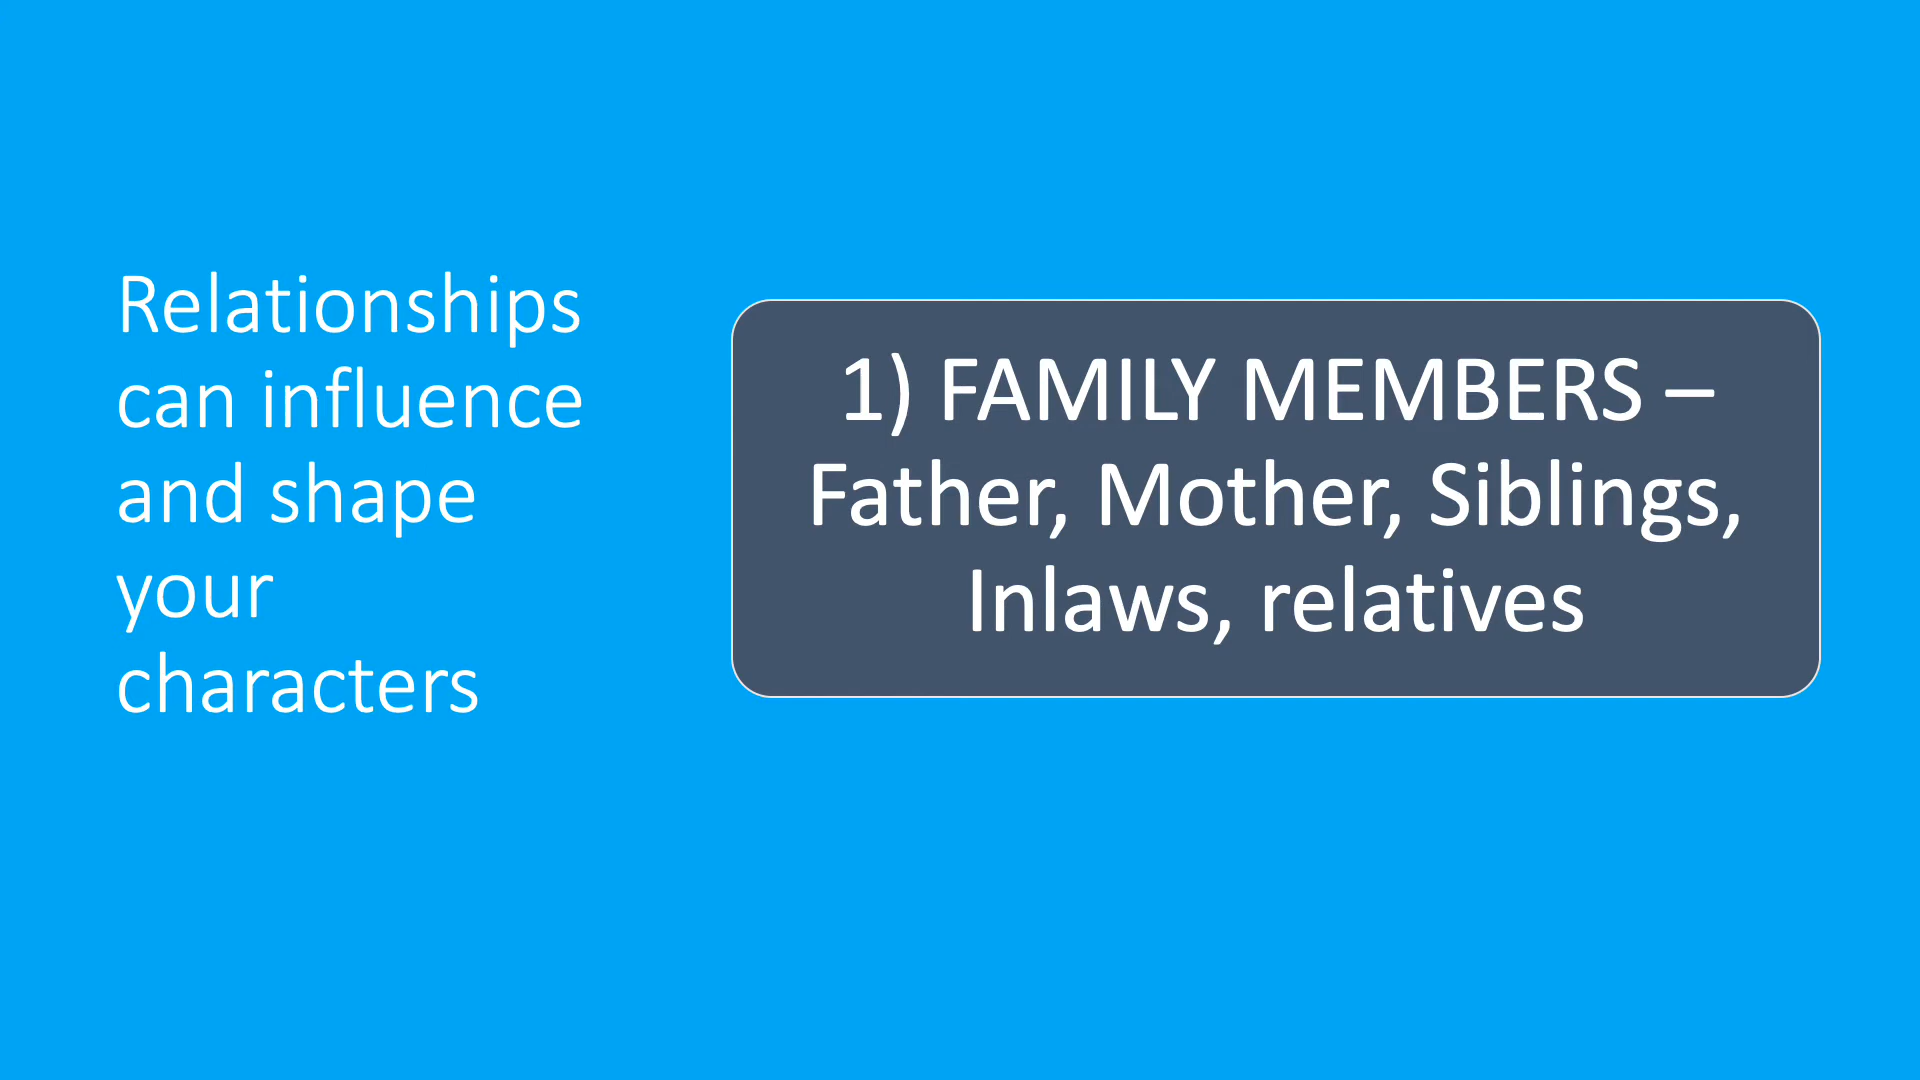 Relationships
can influence
and shape
your
characters
1) FAMILY MEMBERS –
Father, Mother, Siblings,
Inlaws, relatives